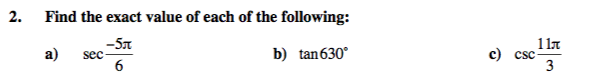 2. Find the exact value of each of the following:
a) sec -5π/6 b) tan 630° c) csc 11π/3